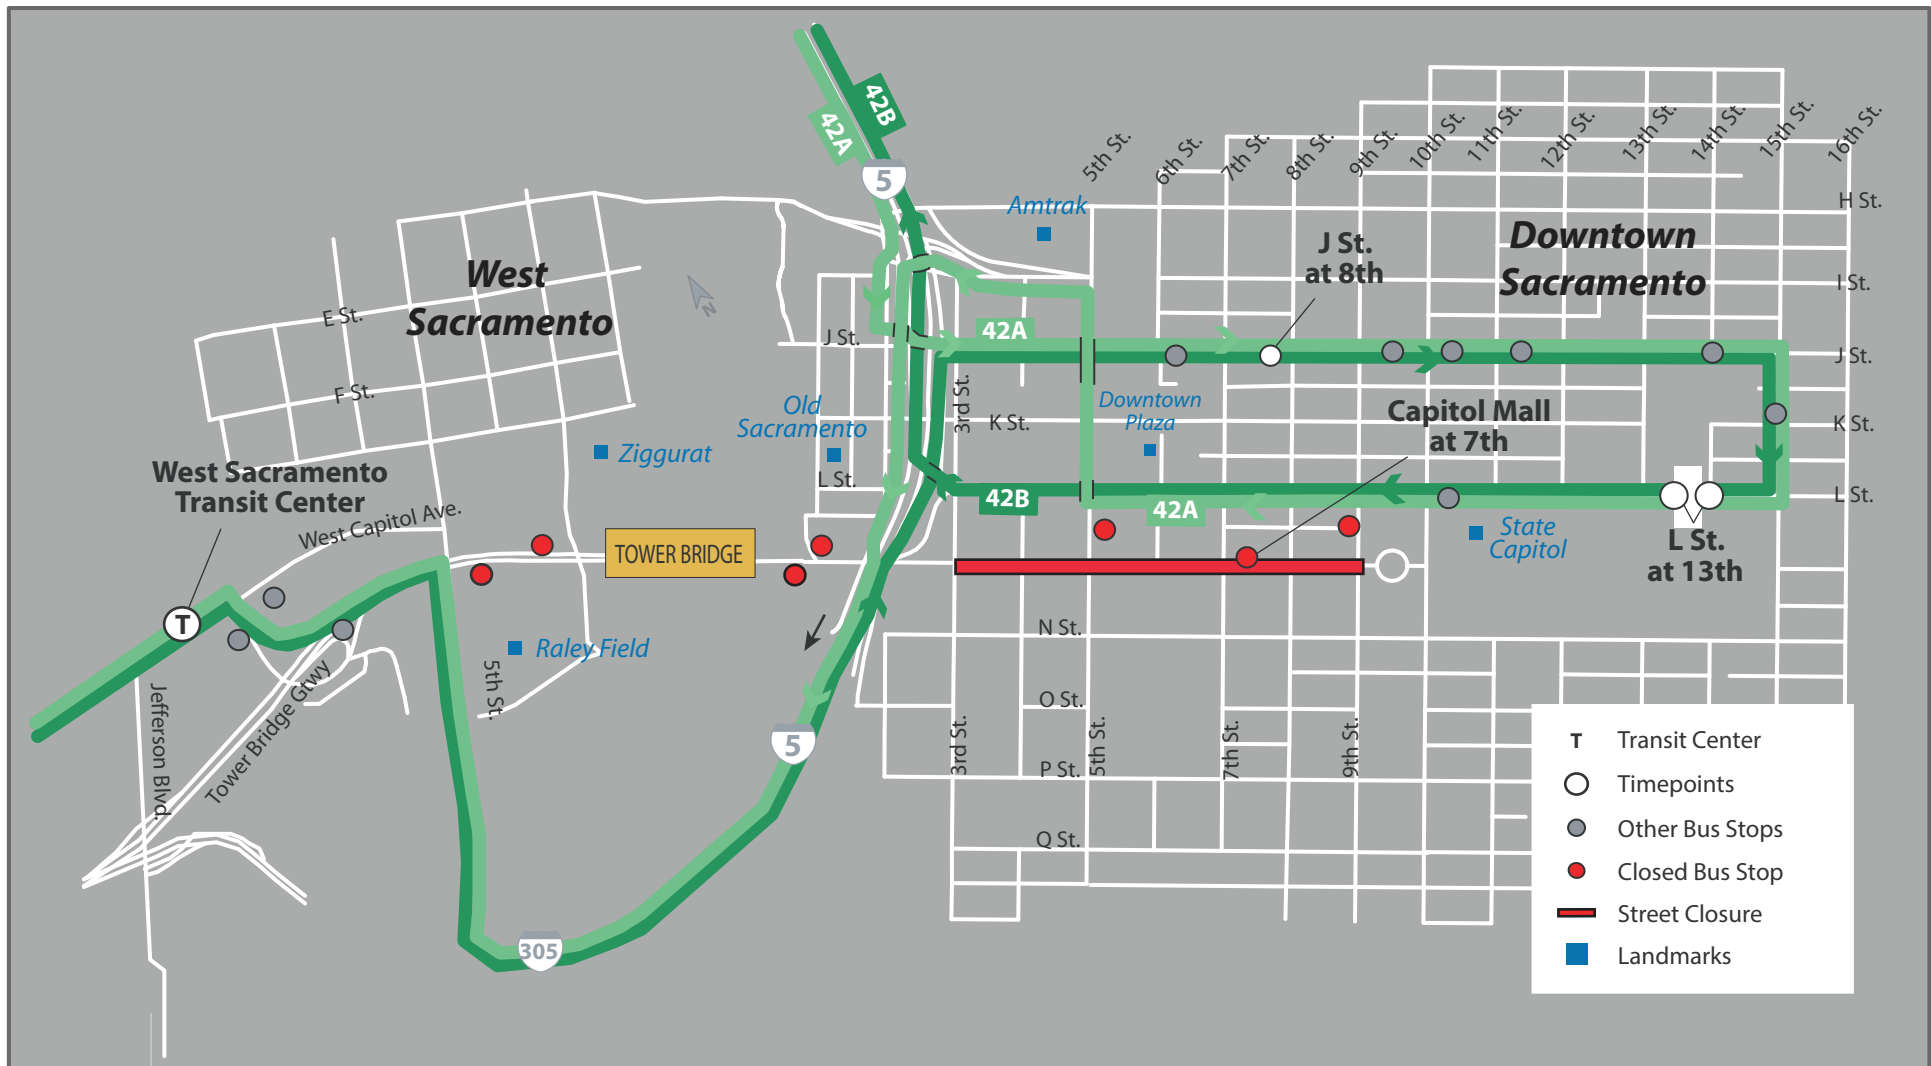 42B
42A
5
5th St.
6th St.
7th St.
8th St.
9th St.
10th St.
11th St.
12th St.
13th St.
14th St.
15th St.
16th St.
Amtrak
H St.
J St.
at 8th
Downtown
Sacramento
West
Sacramento
N
I St.
E St.
42A
J St.
J St.
F St.
3rd St.
Downtown
Plaza
Old
Sacramento
K St.
Capitol Mall
at 7th
K St.
Ziggurat
West Sacramento
Transit Center
L St.
42B
42A
L St.
West Capitol Ave.
State
Capitol
L St.
at 13th
TOWER BRIDGE
T
N St.
Raley Field
5th St.
Jefferson Blvd.
Tower Bridge Gtwy
O St.
3rd St.
5th St.
7th St.
9th St.
5
P St.
Q St.
305
T Transit Center
Timepoints
Other Bus Stops
Closed Bus Stop
Street Closure
Landmarks